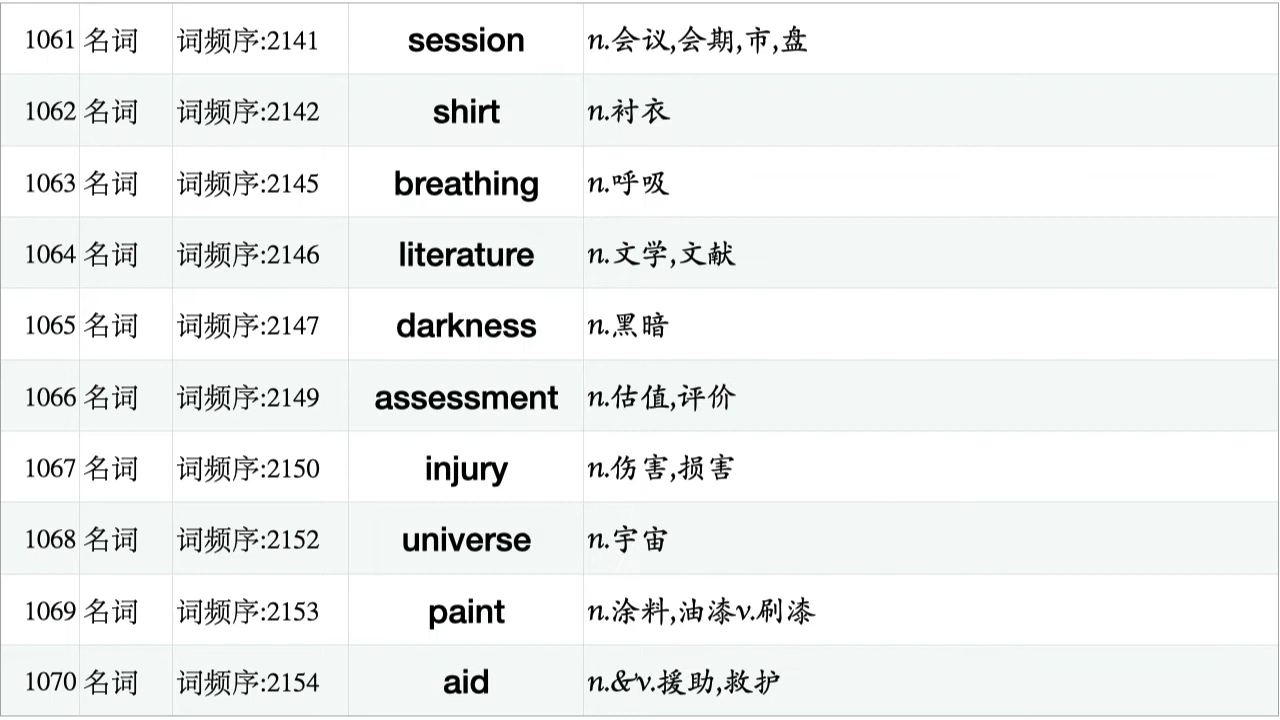 1061 名词 词频序:2141 session n.会议,会期,市,盘
1062 名词 词频序:2142 shirt n.衬衣
1063 名词 词频序:2145 breathing n.呼吸
1064 名词 词频序:2146 literature n.文学,文献
1065 名词 词频序:2147 darkness n.黑暗
1066 名词 词频序:2149 assessment n.估值,评价
1067 名词 词频序:2150 injury n.伤害,损害
1068 名词 词频序:2152 universe n.宇宙
1069 名词 词频序:2153 paint n.涂料,油漆v.刷漆
1070 名词 词频序:2154 aid n.&v.援助,救护